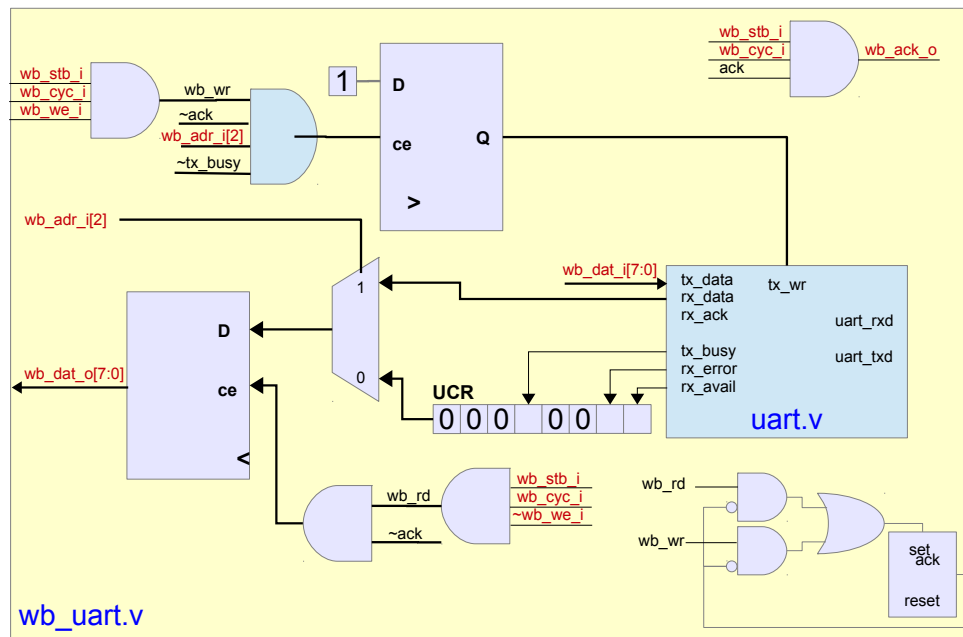 wb_stb_i
wb_cyc_i
wb_we_i
wb_wr
~ack
wb_adr_i[2]
~tx_busy
1
D
ce
Q
>
wb_stb_i
wb_cyc_i
ack
wb_ack_o
wb_adr_i[2]
1
0
wb_dat_i[7:0]
tx_data
rx_data
rx_ack
tx_wr
uart_rxd
uart_txd
tx_busy
rx_error
rx_avail
uart.v
D
ce
<
wb_dat_o[7:0]
UCR
0 0 0 0 0
wb_rd
~ack
wb_stb_i
wb_cyc_i
~wb_we_i
wb_rd
wb_wr
set
ack
reset
wb_uart.v